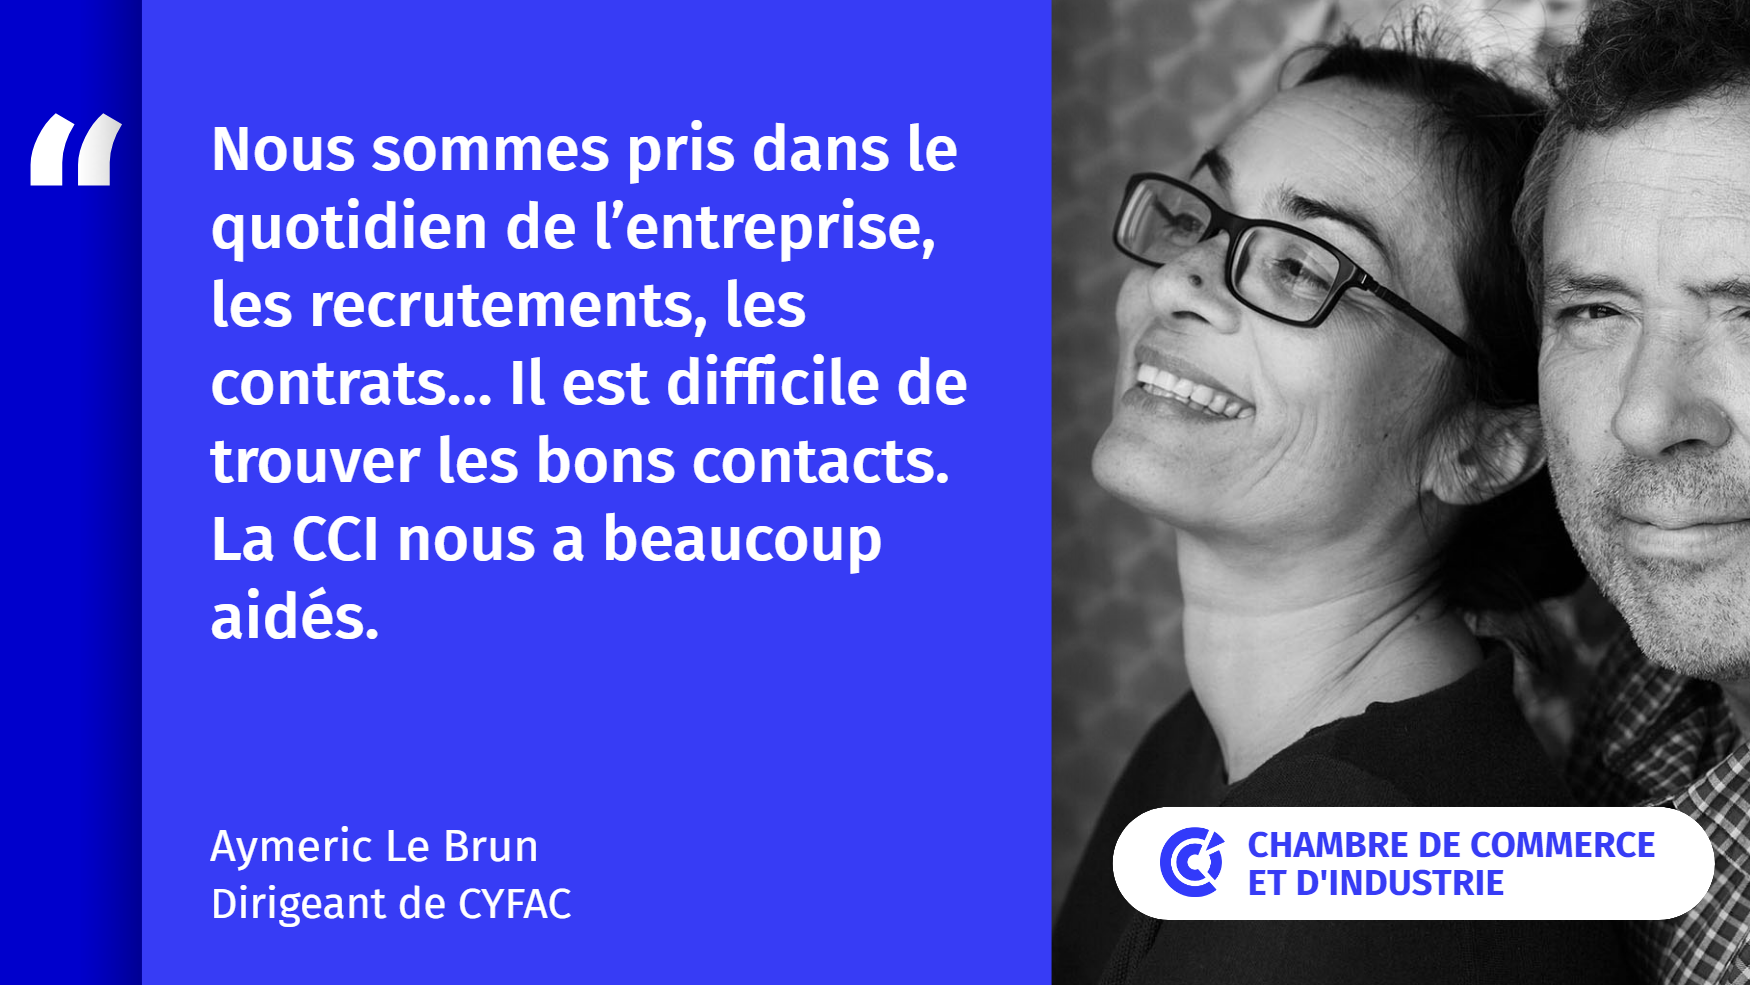 “
Nous sommes pris dans le
quotidien de l’entreprise,
les recrutements, les
contrats... Il est difficile de
trouver les bons contacts.
La CCI nous a beaucoup
aidés.
Aymeric Le Brun
Dirigeant de CYFAC
CHAMBRE DE COMMERCE
ET D'INDUSTRIE